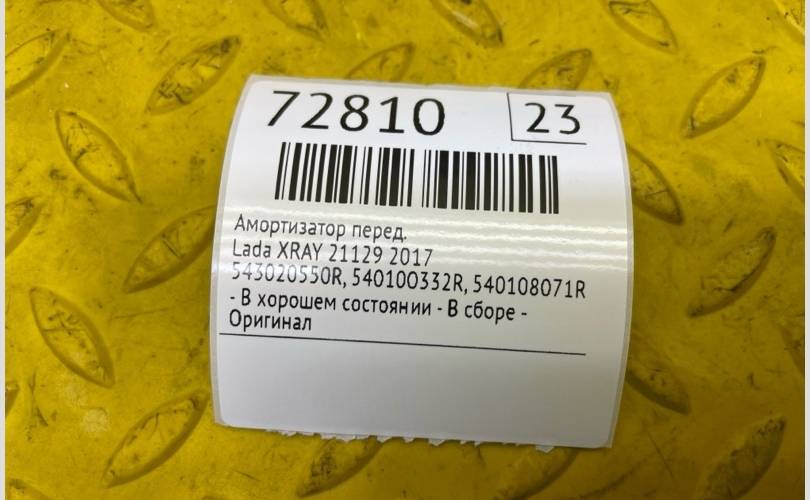 72810
23
Амортизатор перед.
Lada XRAY 21129 2017
543020550R, 540100332R, 540108071R
- В хорошем состоянии - В сборе -
Оригинал